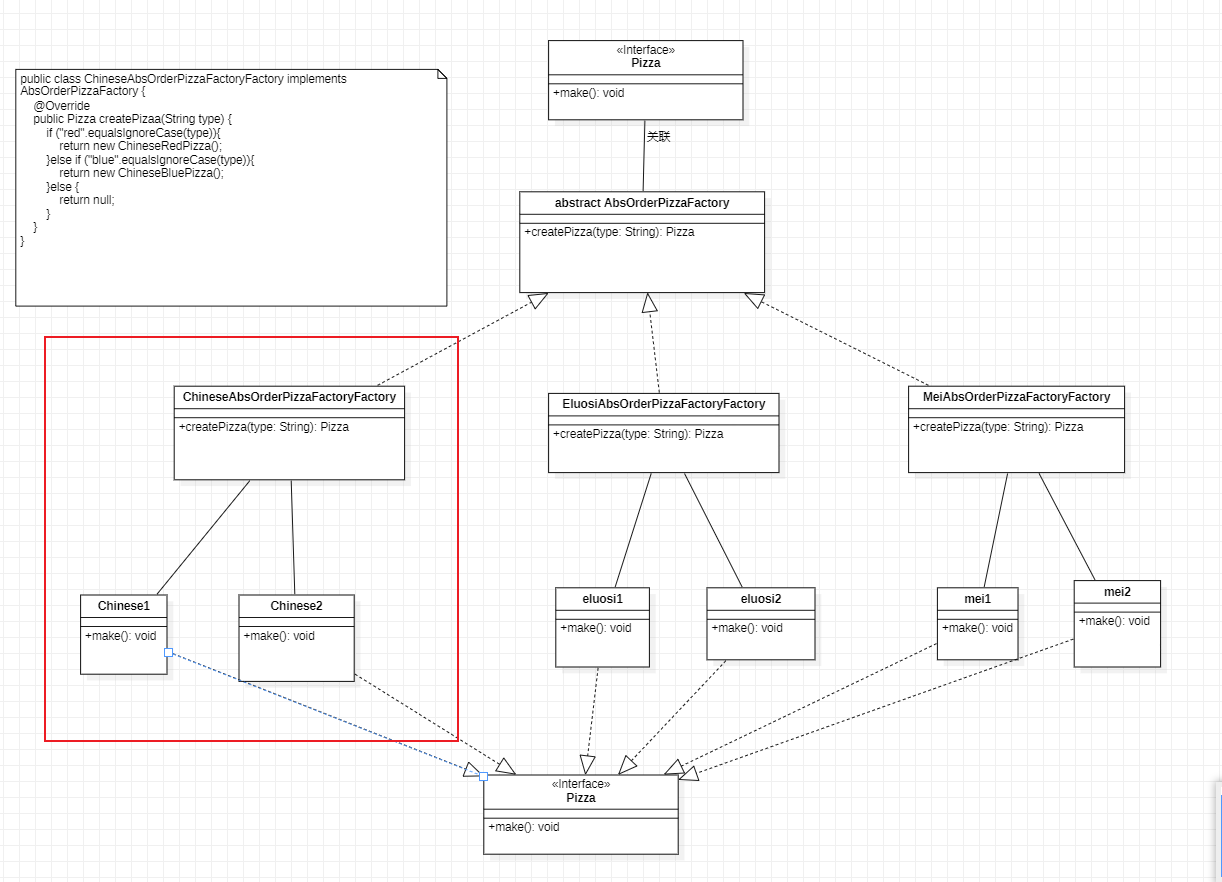 «Interface»
Pizza
+make(): void
public class ChineseAbsOrderPizzaFactoryFactory implements
AbsOrderPizzaFactory {
@Override
public Pizza createPizaa(String type) {
if ("red".equalsIgnoreCase(type)){
return new ChineseRedPizza();
}else if ("blue".equalsIgnoreCase(type)){
return new ChineseBluePizza();
}else {
return null;
}
}
}
关联
abstract AbsOrderPizzaFactory
+createPizza(type: String): Pizza
ChineseAbsOrderPizzaFactoryFactory
+createPizza(type: String): Pizza
EluosiAbsOrderPizzaFactoryFactory
+createPizza(type: String): Pizza
MeiAbsOrderPizzaFactoryFactory
+createPizza(type: String): Pizza
Chinese1
+make(): void
Chinese2
+make(): void
eluosi1
+make(): void
eluosi2
+make(): void
mei1
+make(): void
mei2
+make(): void
«Interface»
Pizza
+make(): void